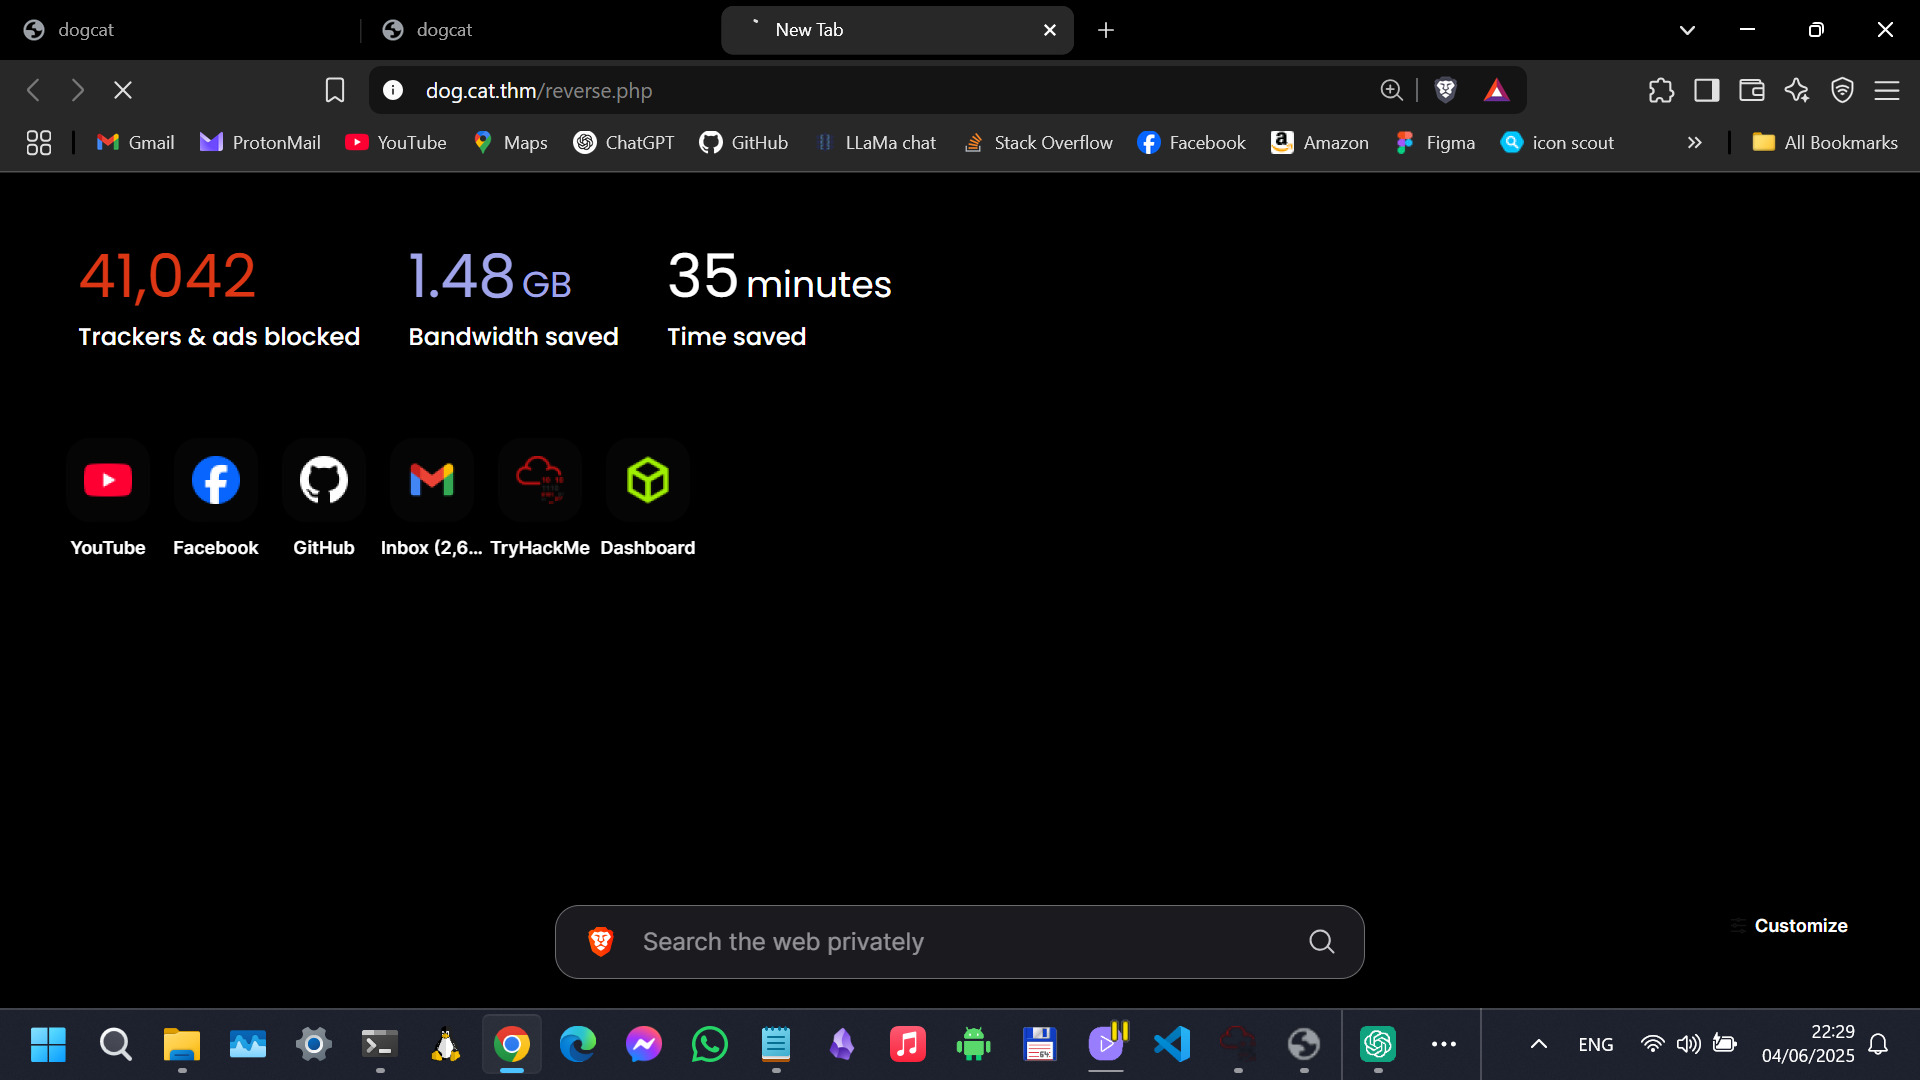 dogcat
dogcat
New Tab
dog.cat.thm/reverse.php
Gmail
ProtonMail
YouTube
Maps
ChatGPT
GitHub
LLaMa chat
Stack Overflow
Facebook
Amazon
Figma
icon scout
All Bookmarks
41,042
Trackers & ads blocked
1.48 GB
Bandwidth saved
35 minutes
Time saved
YouTube
Facebook
GitHub
Inbox (2,6...
TryHackMe
Dashboard
Search the web privately
Customize
64
ENG
22:29
04/06/2025